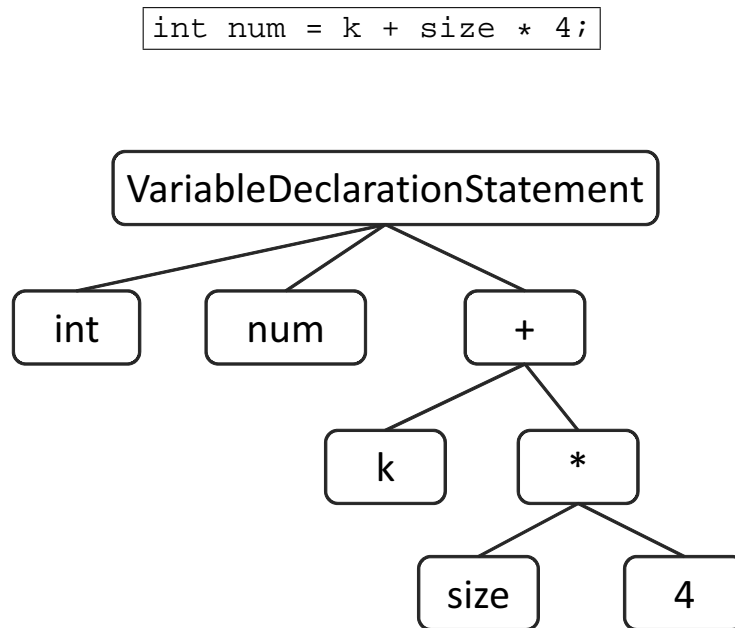 int num = k + size * 4;
VariableDeclarationStatement
int num +
k *
size 4